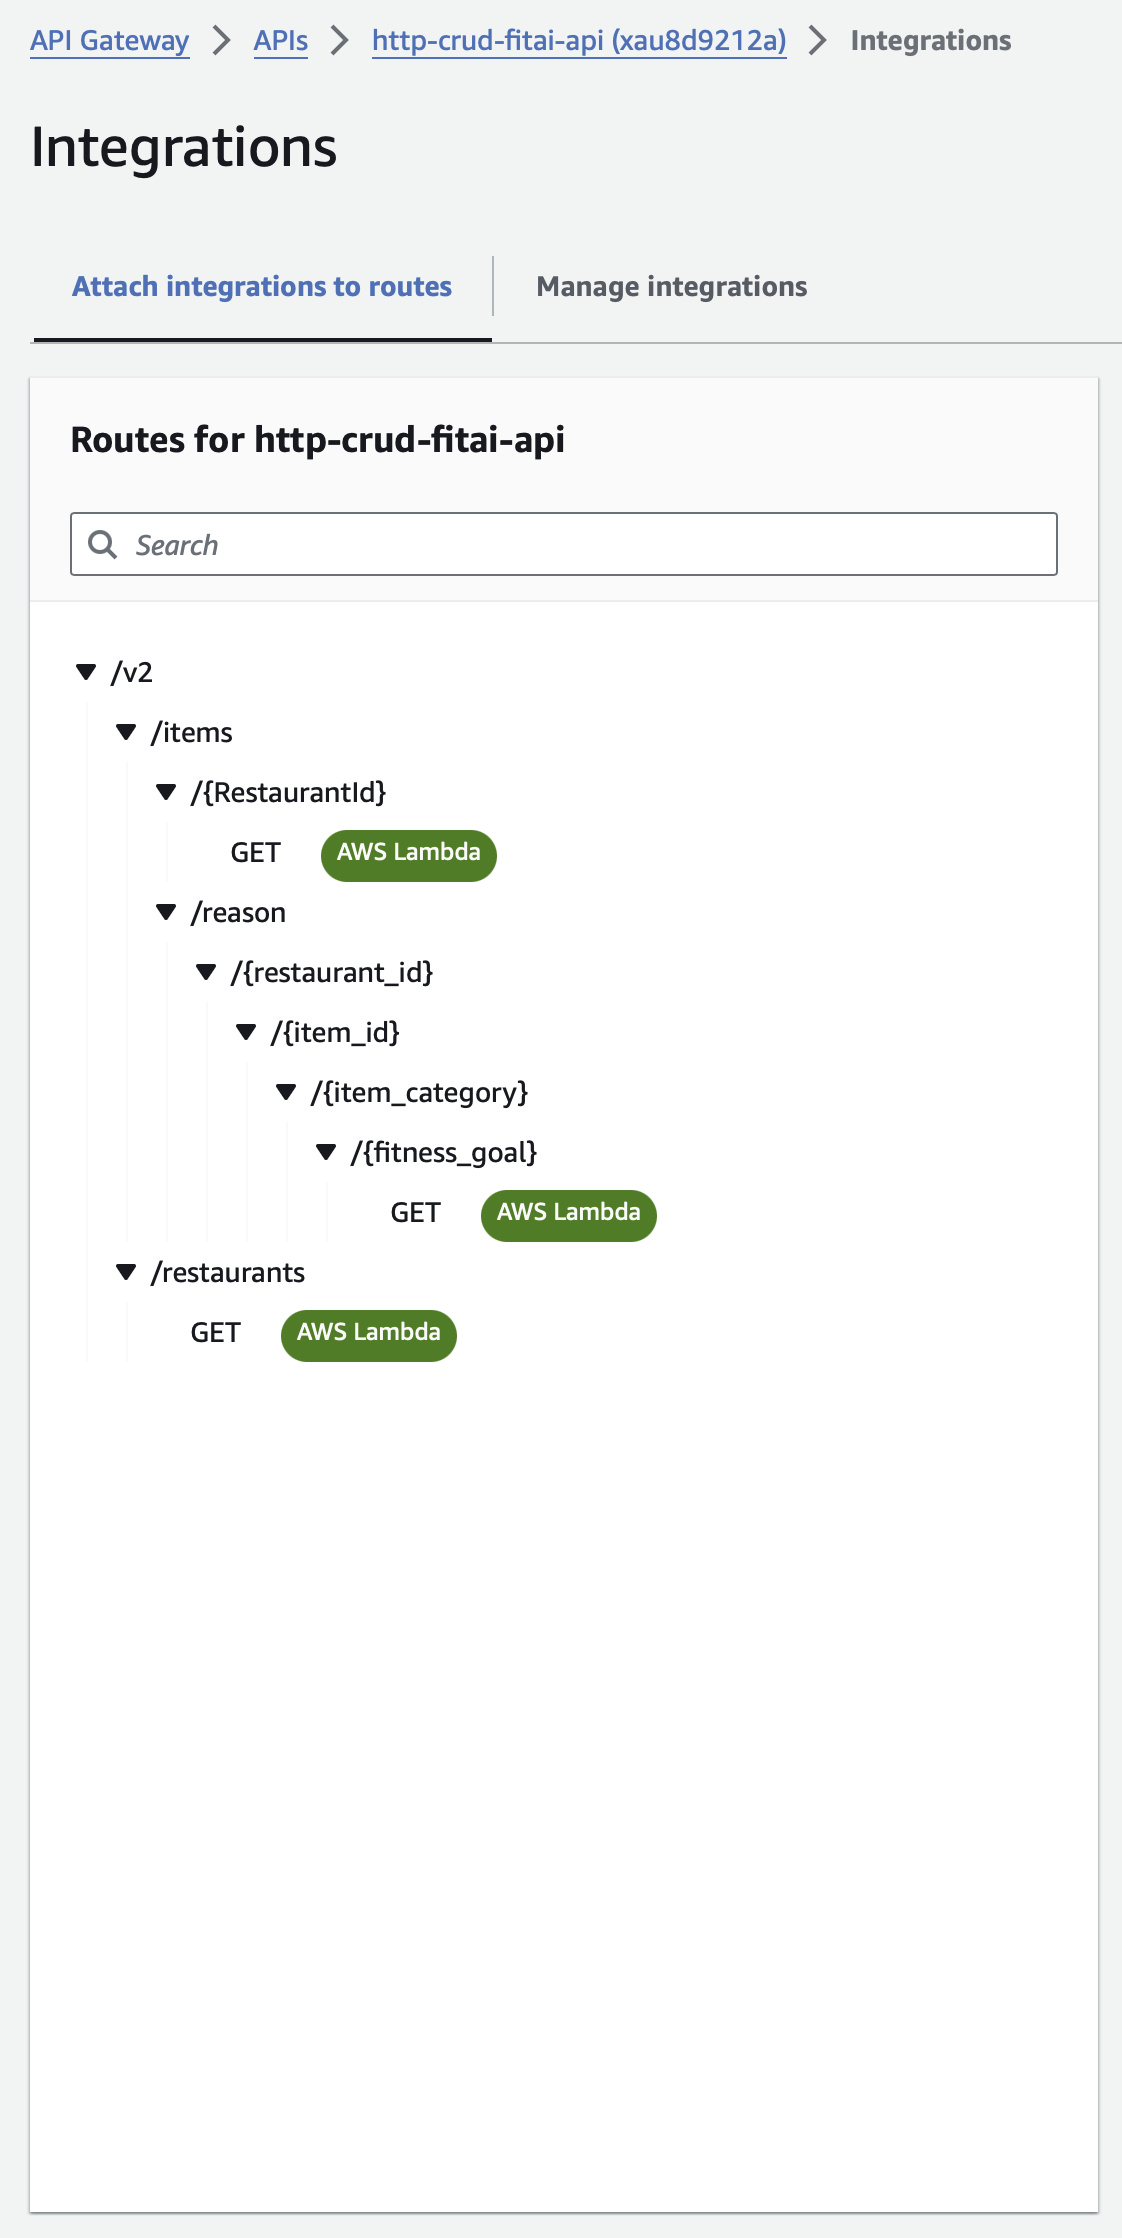 API Gateway > APIs > http-crud-fitai-api (xau8d9212a) > Integrations
Integrations
Attach integrations to routes
Manage integrations
Routes for http-crud-fitai-api
Search
/v2
/items
/{RestaurantId}
GET AWS Lambda
/reason
/{restaurant_id}
/{item_id}
/{item_category}
/{fitness_goal}
GET AWS Lambda
/restaurants
GET AWS Lambda